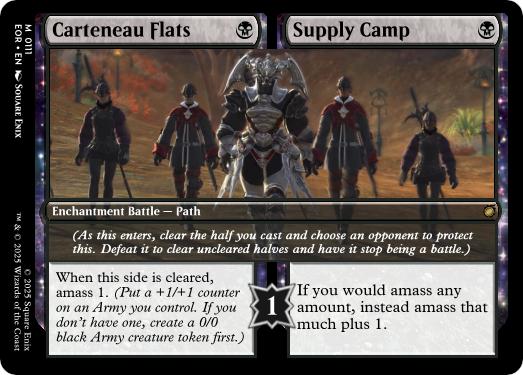 Carteneau Flats
Supply Camp
Enchantment Battle — Path
(As this enters, clear the half you cast and choose an opponent to protect
this. Defeat it to clear uncleared halves and have it stop being a battle.)
When this side is cleared,
amass 1. (Put a +1/+1 counter
on an Army you control. If you
don't have one, create a 0/0
black Army creature token first.)
1
If you would amass any
amount, instead amass that
much plus 1.
M 0111
EOR • EN SQUARE ENIX
™ & © 2025 Wizards of the Coast
© 2025 Square Enix